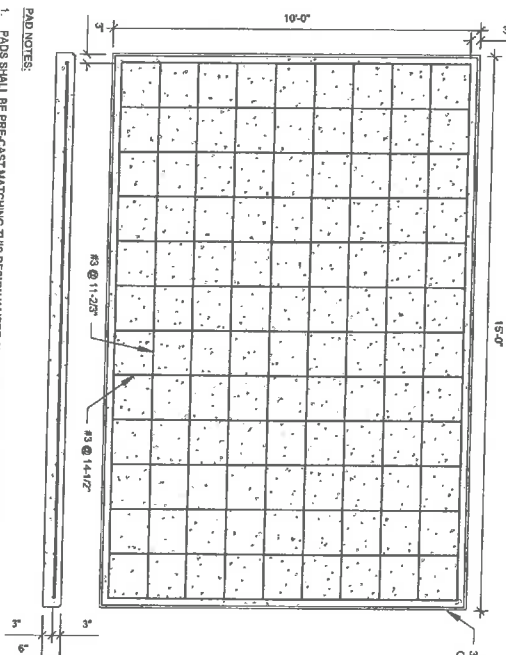 10'-0"
3"
15'-0"
3"
#3 @ 11-2/3"
#3 @ 14-1/2"
3"
3"
6"
PAD NOTES:
1. PADS SHALL BE PRE-CAST MATCHING THIS DESIGN